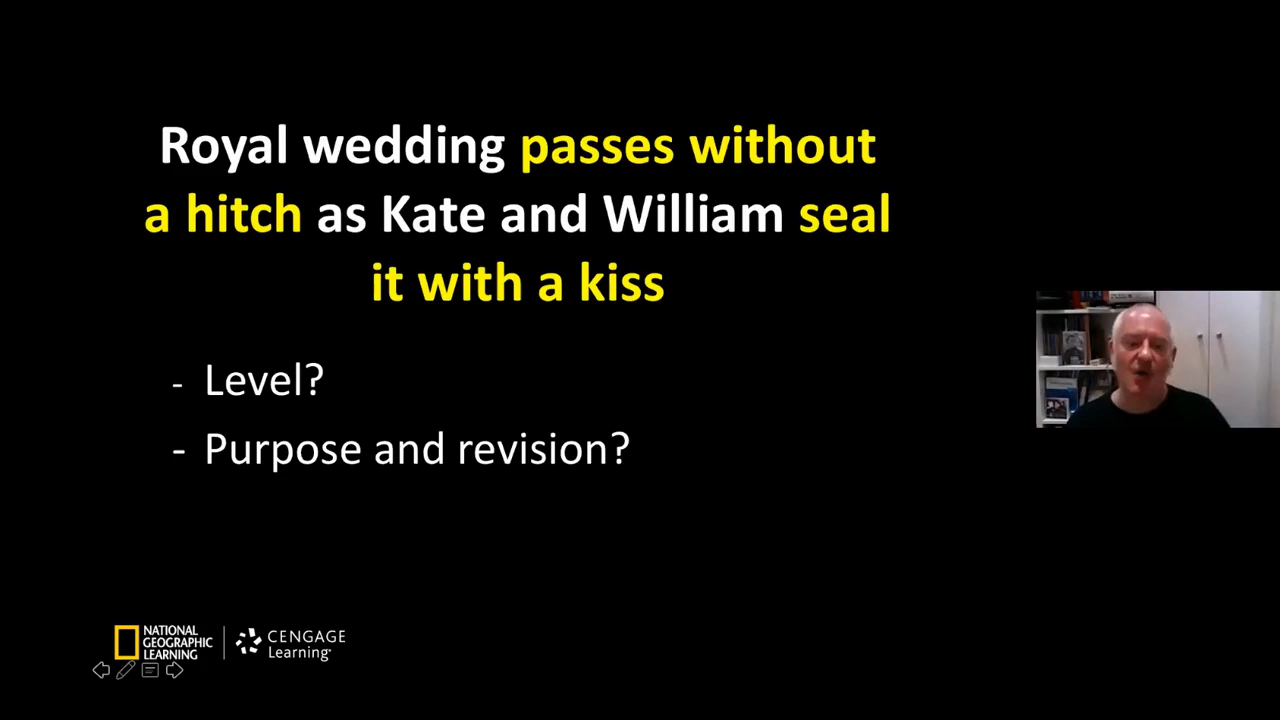 Royal wedding passes without
a hitch as Kate and William seal
it with a kiss
- Level?
- Purpose and revision?
NATIONAL
GEOGRAPHIC
LEARNING
CENGAGE
Learning